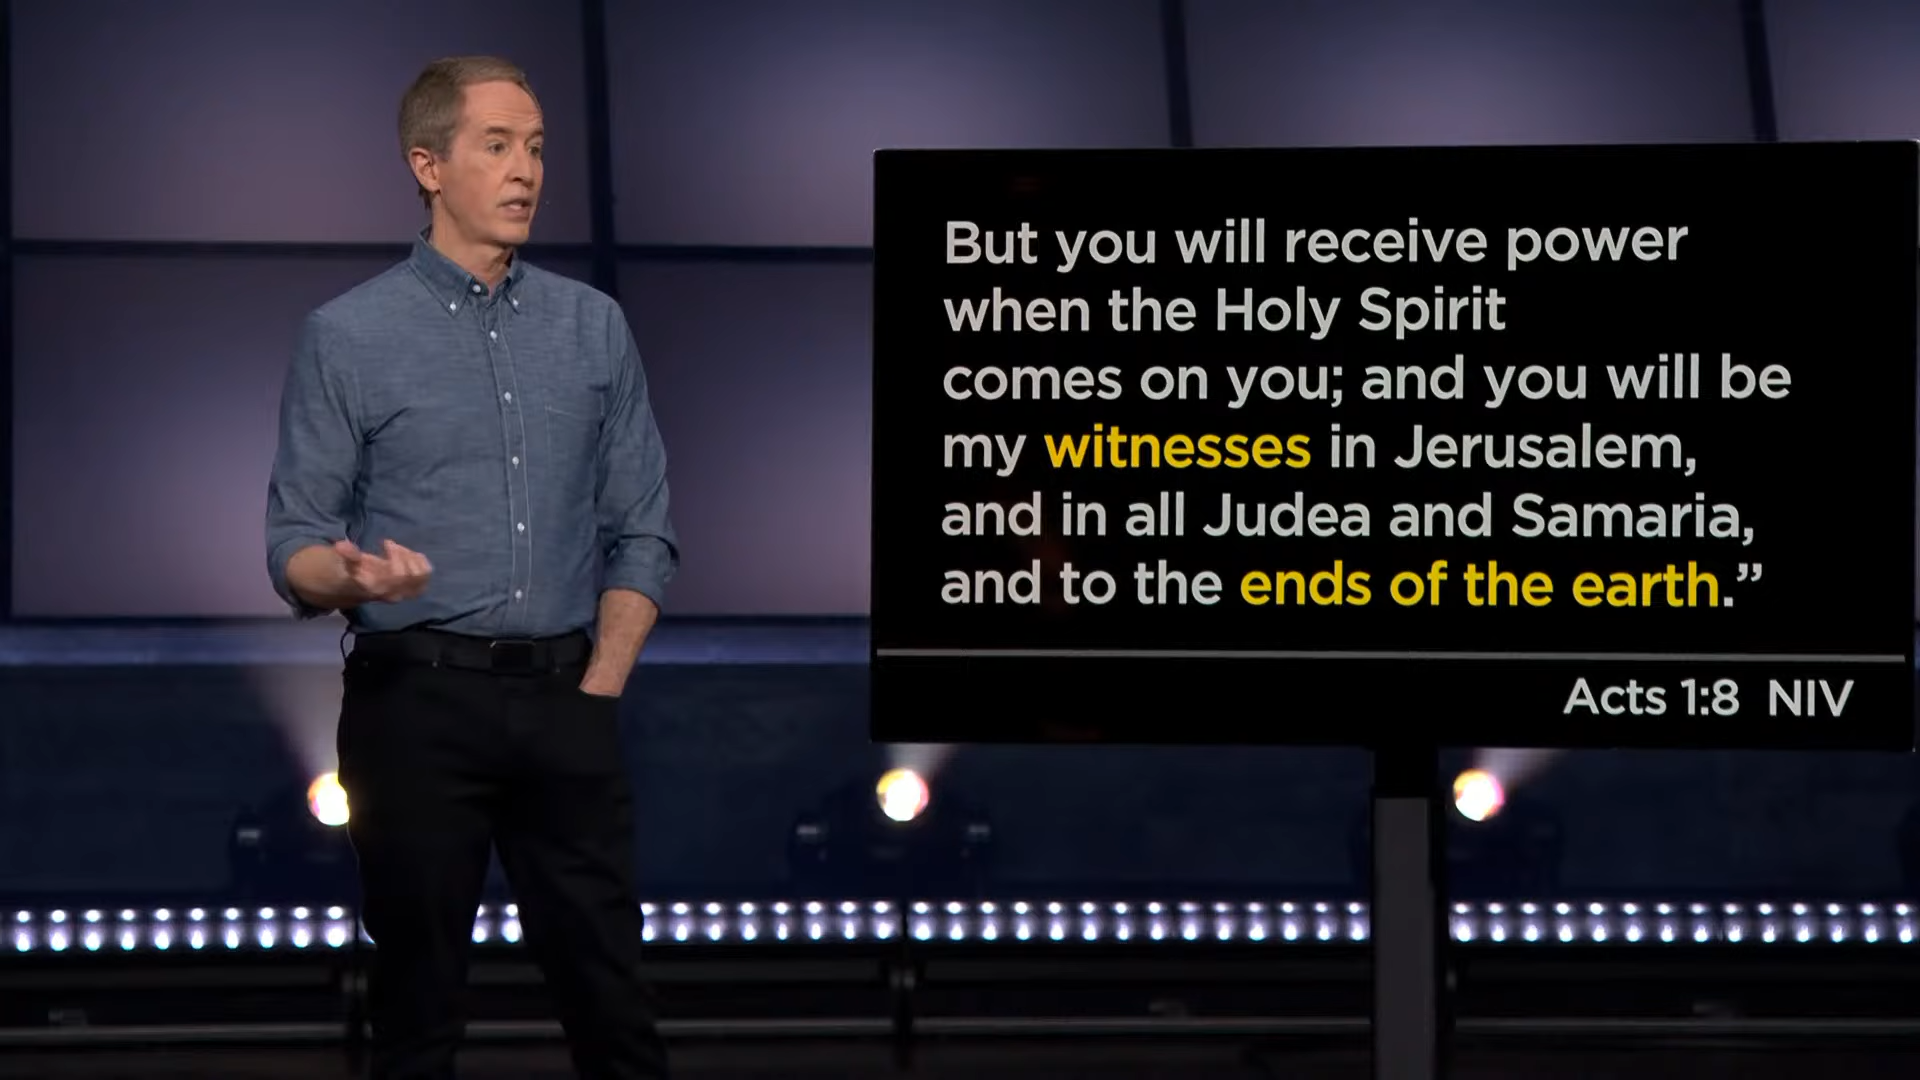 But you will receive power
when the Holy Spirit
comes on you; and you will be
my witnesses in Jerusalem,
and in all Judea and Samaria,
and to the ends of the earth.”
Acts 1:8 NIV